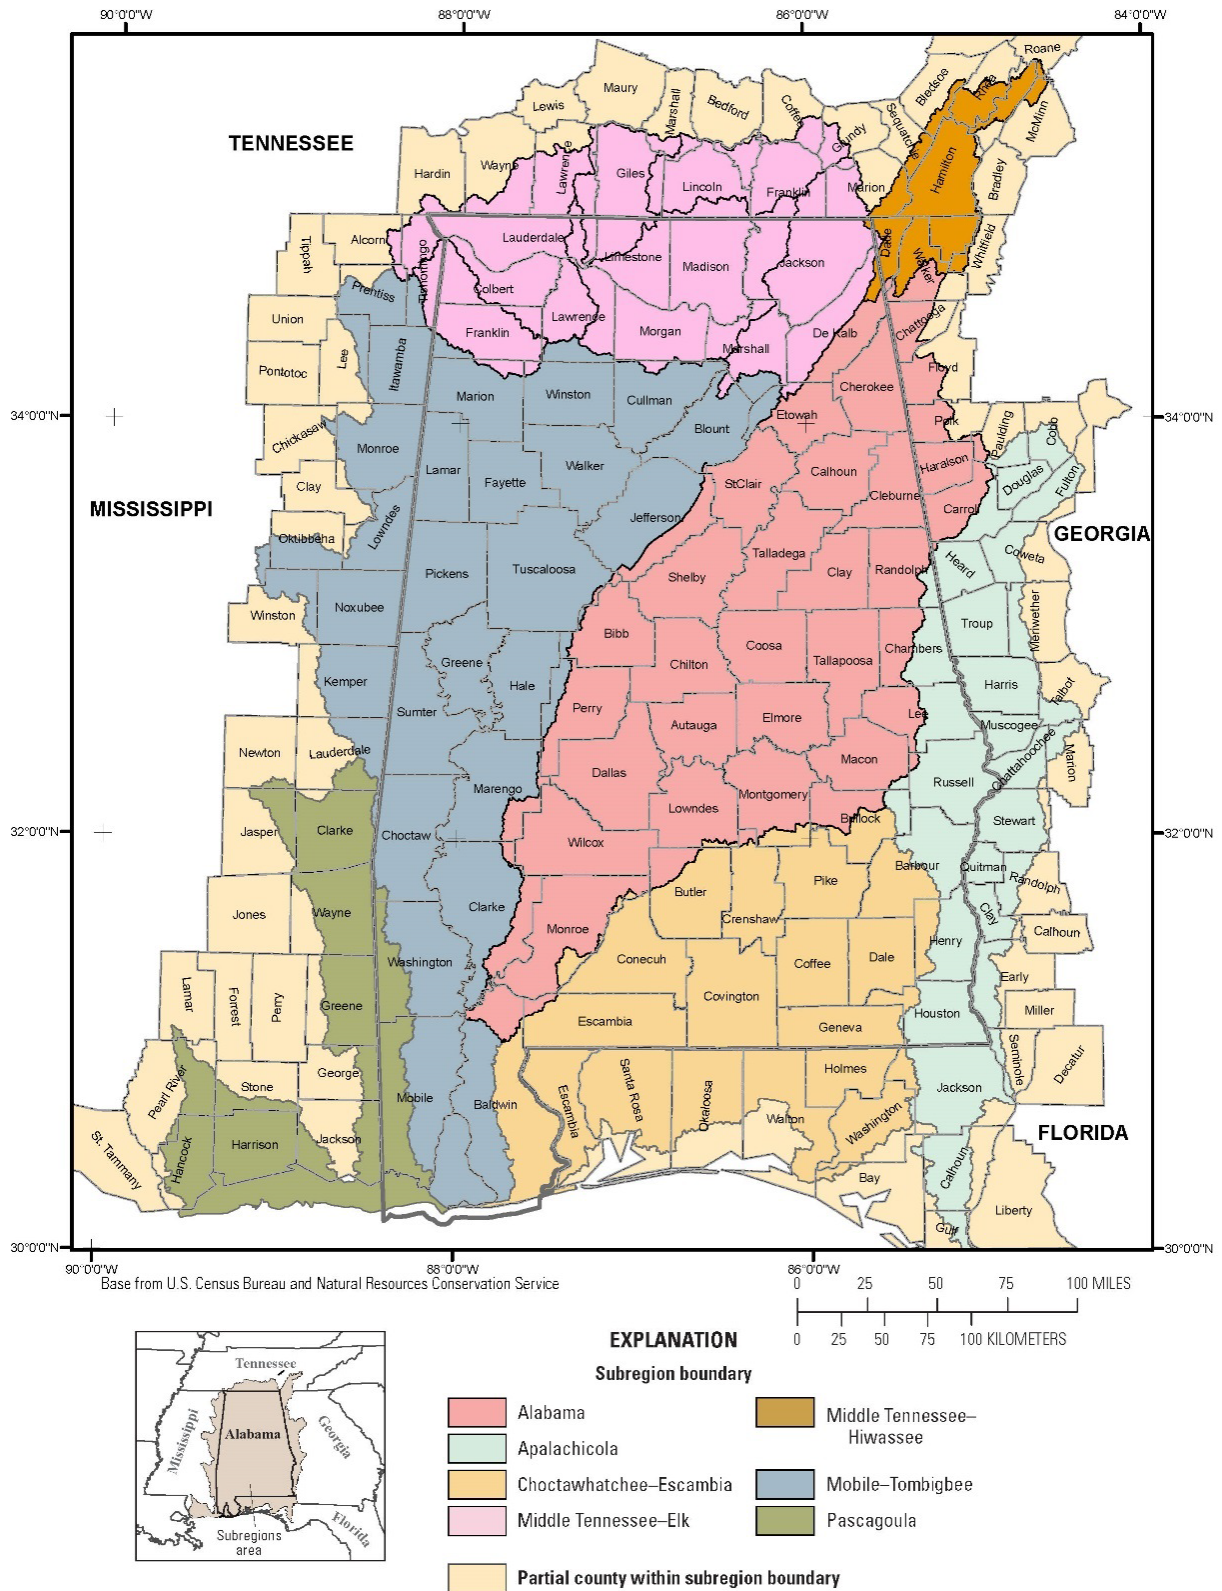 90°0'0"W
88°0'0"W
86°0'0"W
84°0'0"W
Roane
Rhea
Bledsoe
McMinn
Maury
Marshall
Bedford
Coffee
Lewis
Grundy
Sequatchie
TENNESSEE
Hardin
Wayne
Lawrence
Giles
Lincoln
Franklin
Marion
Hamilton
Bradley
Tippah
Alcorn
Tishomingo
Lauderdale
Limestone
Madison
Jackson
Dade
Walker
Whitfield
Prentiss
Colbert
Lawrence
Union
Franklin
Morgan
Marshall
De Kalb
Chattooga
Pontotoc
Lee
Itawamba
Floyd
Marion
Winston
Cullman
Cherokee
34°0'0"N
34°0'0"N
Etowah
Blount
Polk
Paulding
Cobb
Chickasaw
Monroe
Lamar
Walker
Fayette
StClair
Calhoun
Haralson
Douglas
Fulton
Clay
Cleburne
Carroll
MISSISSIPPI
Lowndes
Jefferson
GEORGIA
Oktibbeha
Talladega
Coweta
Pickens
Tuscaloosa
Shelby
Clay
Randolph
Heard
Winston
Noxubee
Bibb
Coosa
Troup
Meriwether
Greene
Chilton
Tallapoosa
Chambers
Kemper
Hale
Harris
Talbot
Sumter
Perry
Autauga
Elmore
Lee
Muscogee
Newton
Lauderdale
Chattahoochee
Marion
Dallas
Macon
Marengo
Russell
Lowndes
Montgomery
32°0'0"N
32°0'0"N
Jasper
Clarke
Choctaw
Wilcox
Bullock
Stewart
Barbour
Quitman
Butler
Pike
Randolph
Jones
Wayne
Clarke
Crenshaw
Clay
Monroe
Calhoun
Washington
Conecuh
Coffee
Dale
Henry
Early
Lamar
Forrest
Perry
Greene
Covington
Escambia
Geneva
Houston
Miller
Seminole
Decatur
Pearl River
Stone
George
Mobile
Baldwin
Escambia
Santa Rosa
Okaloosa
Walton
Holmes
Washington
Jackson
St. Tammany
Hancock
Harrison
Jackson
FLORIDA
Calhoun
Bay
Gulf
Liberty
30°0'0"N
30°0'0"N
90°0'0"W
88°0'0"W
86°0'0"W
Base from U.S. Census Bureau and Natural Resources Conservation Service
0 25 50 75 100 MILES
0 25 50 75 100 KILOMETERS
EXPLANATION
Subregion boundary
Alabama
Apalachicola
Choctawhatchee–Escambia
Middle Tennessee–Elk
Middle Tennessee–
Hiwassee
Mobile–Tombigbee
Pascagoula
Partial county within subregion boundary
Tennessee
Mississippi
Alabama
Georgia
Florida
Subregions
area